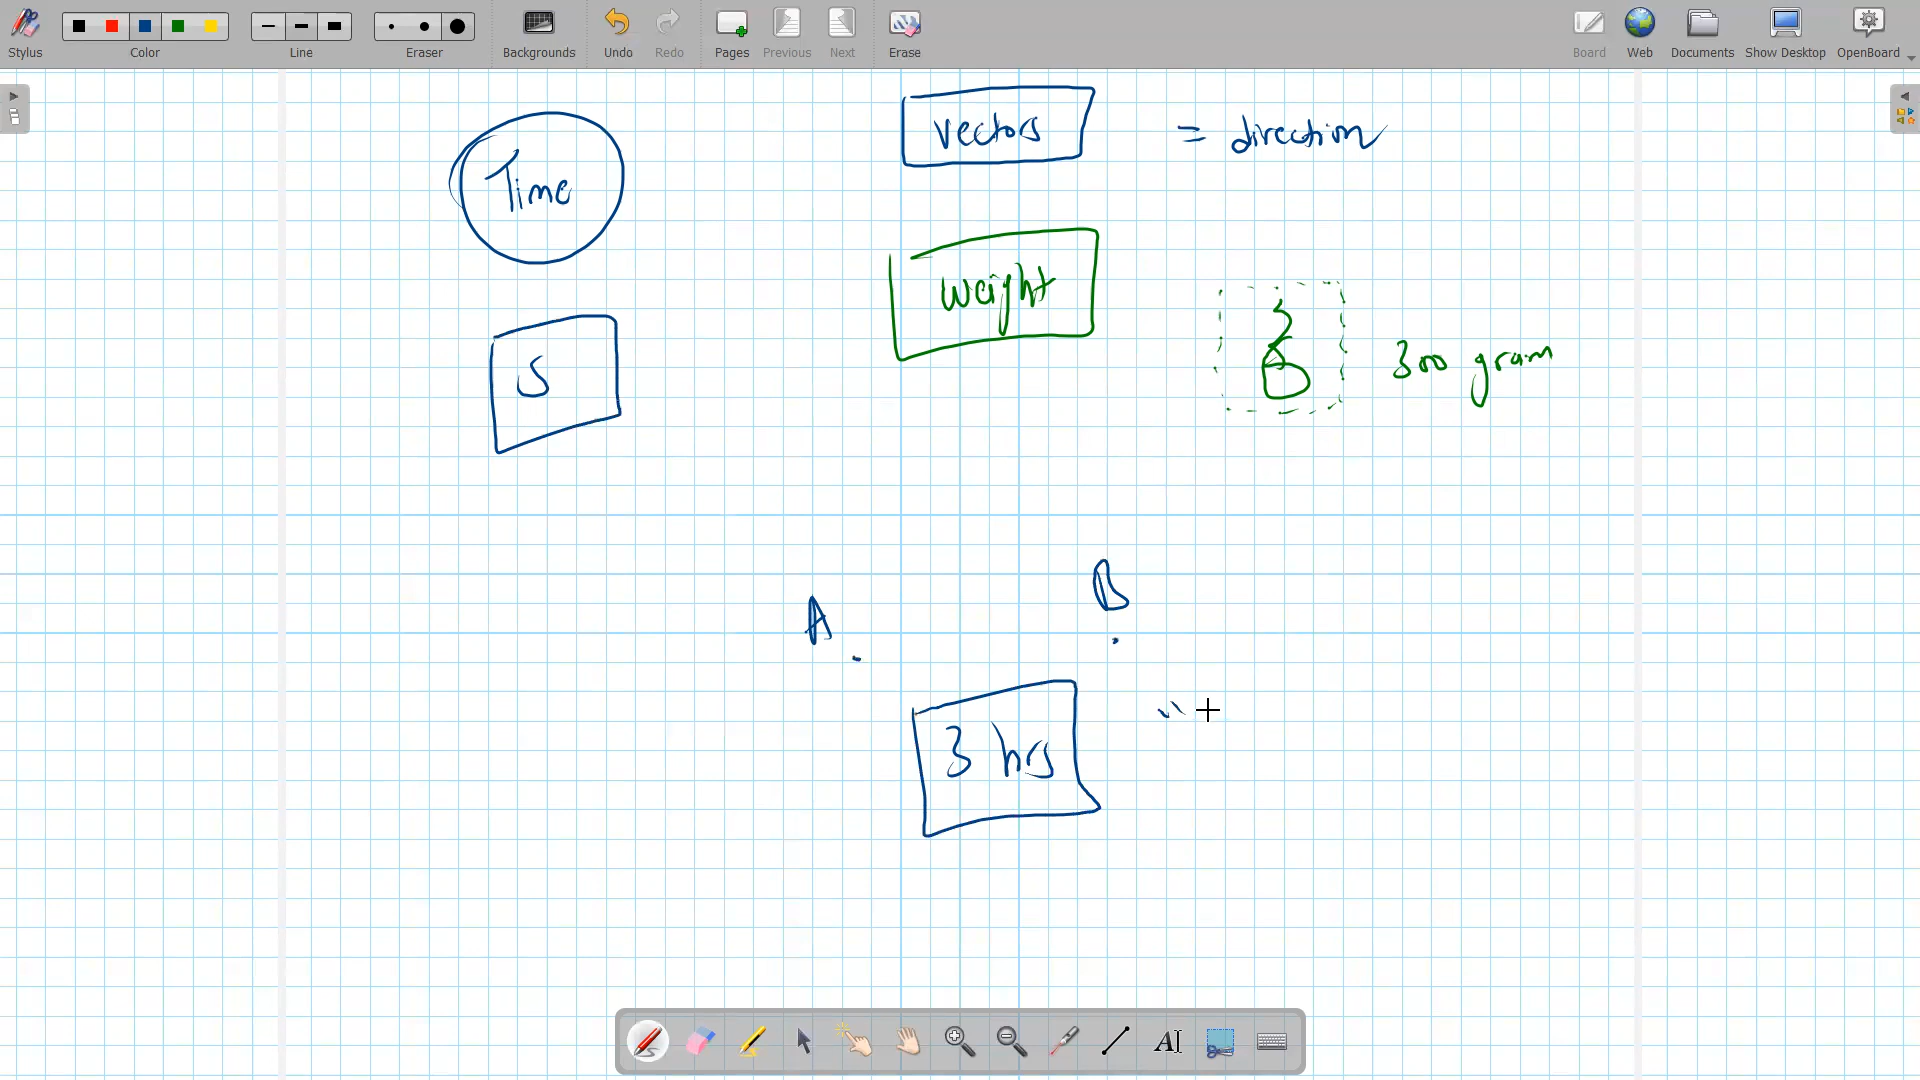 Stylus
Color
Line
Eraser
Backgrounds
Undo
Redo
Pages
Previous
Next
Erase
Board
Web
Documents
Show Desktop
OpenBoard
vectors = direction
Time
weight
300 gram
S
A
B
3 hrs